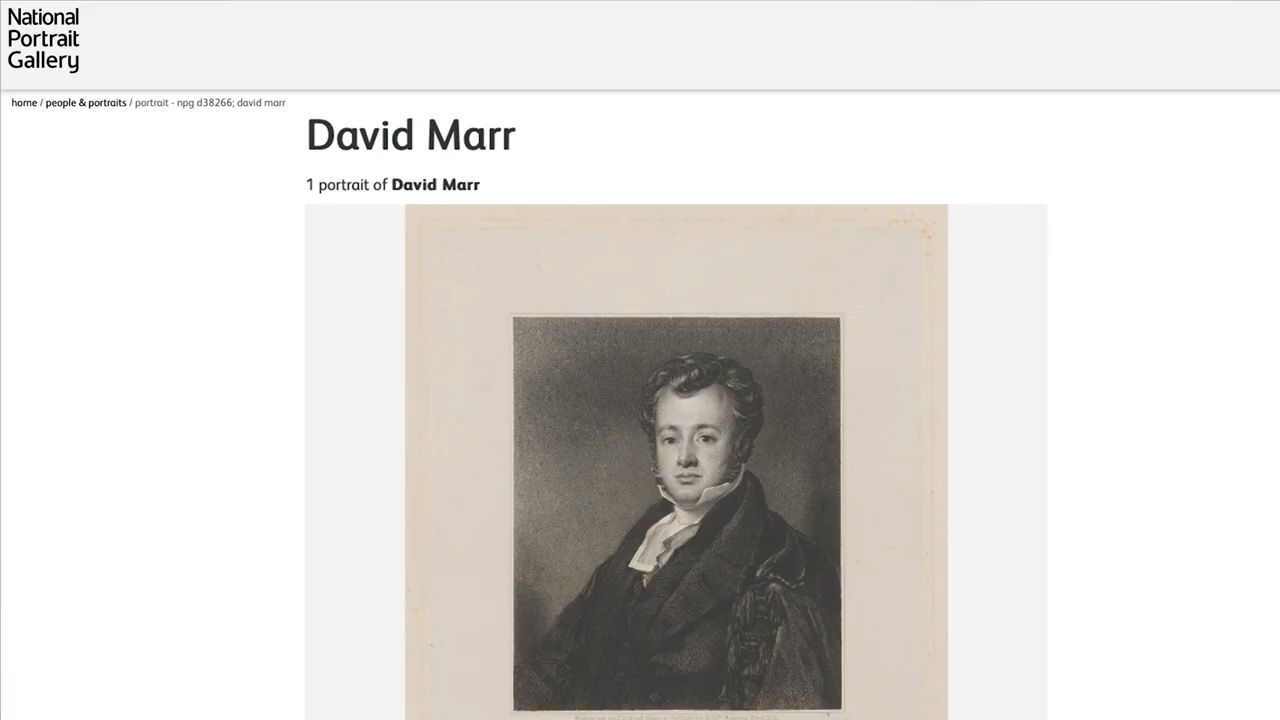 National
Portrait
Gallery
home / people & portraits / portrait - npg d38266; david marr
David Marr
1 portrait of David Marr